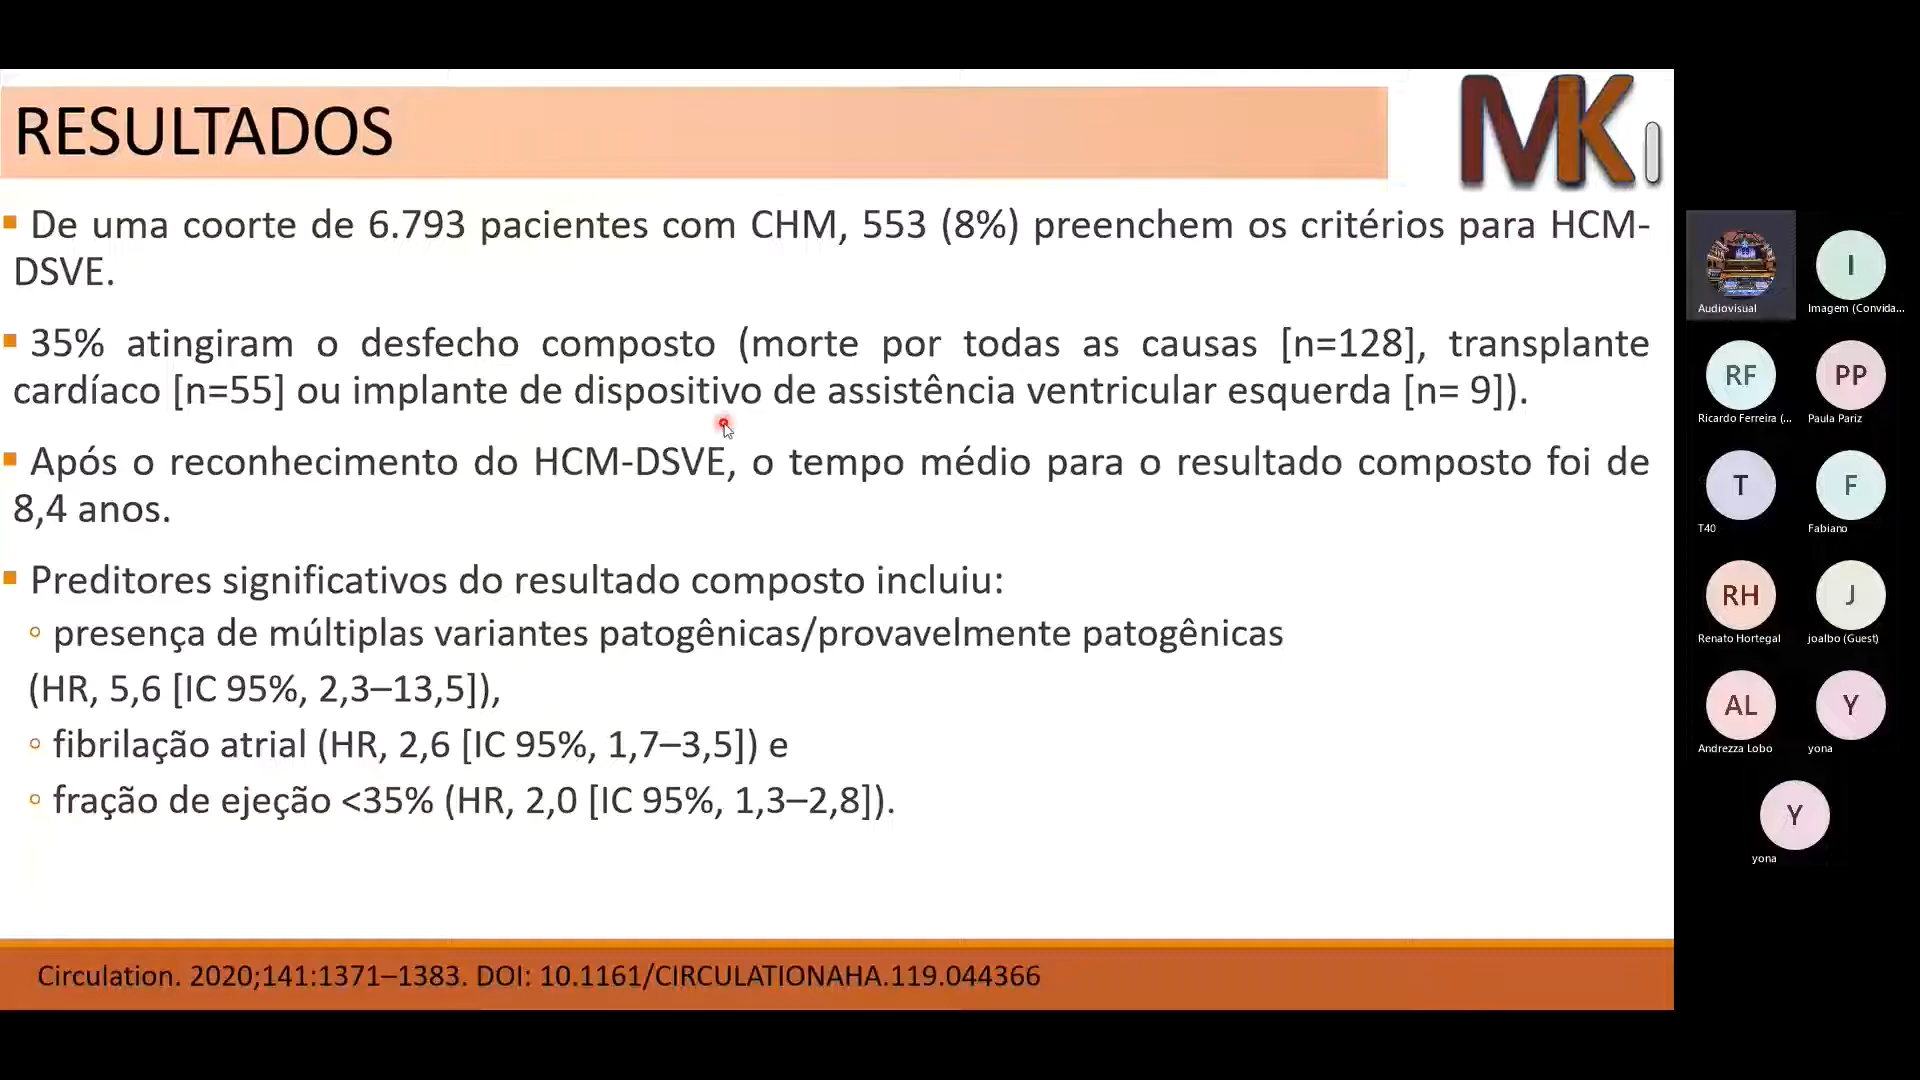 RESULTADOS
MK
De uma coorte de 6.793 pacientes com CHM, 553 (8%) preenchem os critérios para HCM-
DSVE.
35% atingiram o desfecho composto (morte por todas as causas [n=128], transplante
cardíaco [n=55] ou implante de dispositivo de assistência ventricular esquerda [n= 9]).
Após o reconhecimento do HCM-DSVE, o tempo médio para o resultado composto foi de
8,4 anos.
Preditores significativos do resultado composto incluiu:
presença de múltiplas variantes patogênicas/provavelmente patogênicas
(HR, 5,6 [IC 95%, 2,3–13,5]),
fibrilação atrial (HR, 2,6 [IC 95%, 1,7–3,5]) e
fração de ejeção <35% (HR, 2,0 [IC 95%, 1,3–2,8]).
Circulation. 2020;141:1371–1383. DOI: 10.1161/CIRCULATIONAHA.119.044366
Audiovisual
I
Imagem (Convida...
RF
Ricardo Ferreira (...
PP
Paula Pariz
T
T40
F
Fabiano
RH
Renato Hortegal
J
joalbo (Guest)
AL
Andrezza Lobo
Y
yona
Y
yona